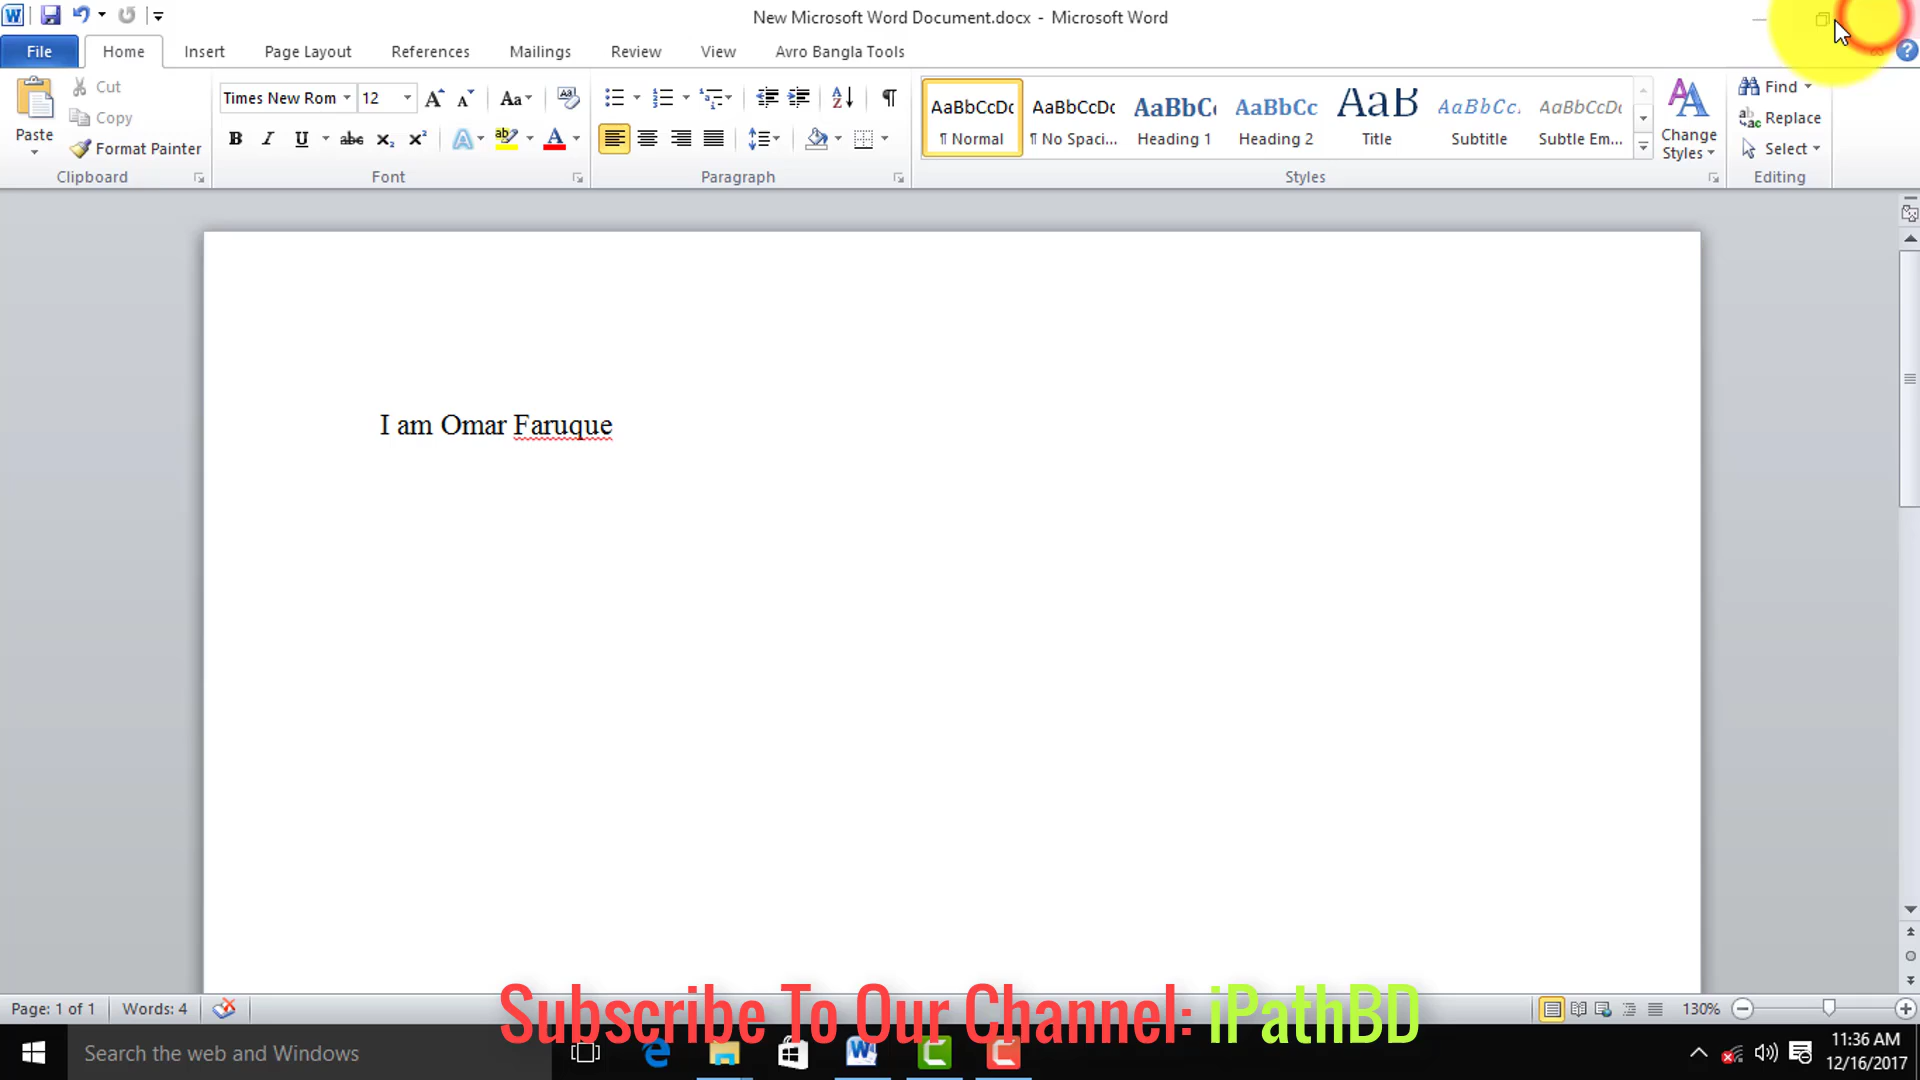 New Microsoft Word Document.docx - Microsoft Word
File Home Insert Page Layout References Mailings Review View Avro Bangla Tools
Paste
Cut
Copy
Format Painter
Clipboard
Times New Rom 12
Font
Paragraph
AaBbCcDc AaBbCcDc AaBbC AaBbCc AaB AaBbCc. AaBbCcDc
¶ Normal ¶ No Spaci... Heading 1 Heading 2 Title Subtitle Subtle Em...
Styles
Change Styles
Find
Replace
Select
Editing
I am Omar Faruque
Page: 1 of 1 Words: 4
130%
Subscribe To Our Channel: iPathBD
Search the web and Windows
11:36 AM
12/16/2017